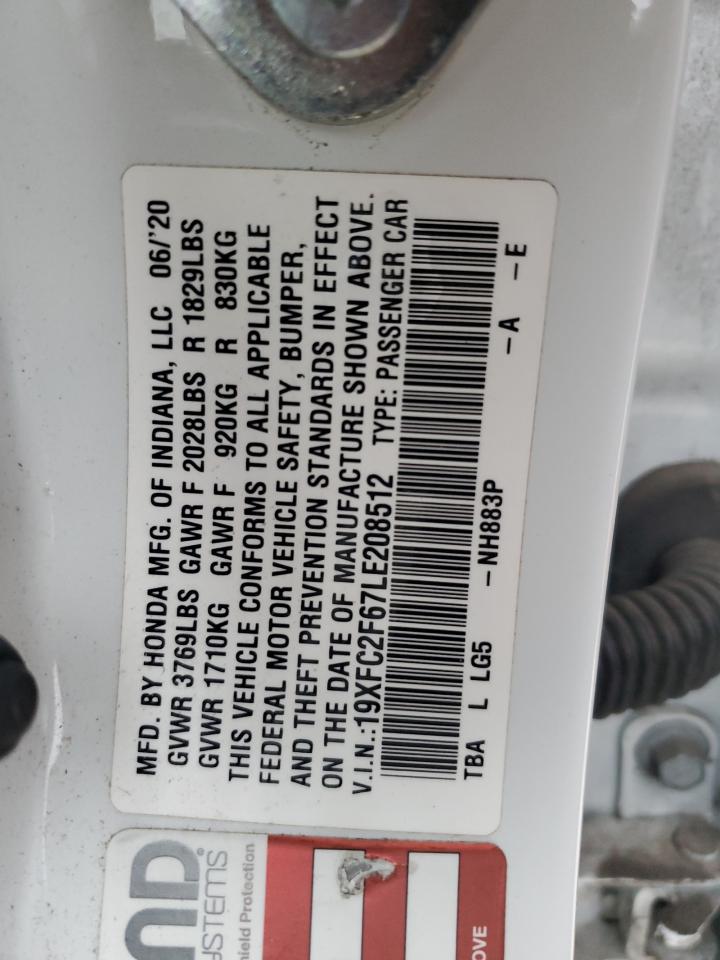 MFD. BY HONDA MFG. OF INDIANA, LLC 06/'20
GVWR 3769LBS GAWR F 2028LBS R 1829LBS
GVWR 1710KG GAWR F 920KG R 830KG
THIS VEHICLE CONFORMS TO ALL APPLICABLE
FEDERAL MOTOR VEHICLE SAFETY, BUMPER,
AND THEFT PREVENTION STANDARDS IN EFFECT
ON THE DATE OF MANUFACTURE SHOWN ABOVE.
V.I.N.:19XFC2F67LE208512 TYPE: PASSENGER CAR
TBA L LG5 -NH883P -A -E
Protection